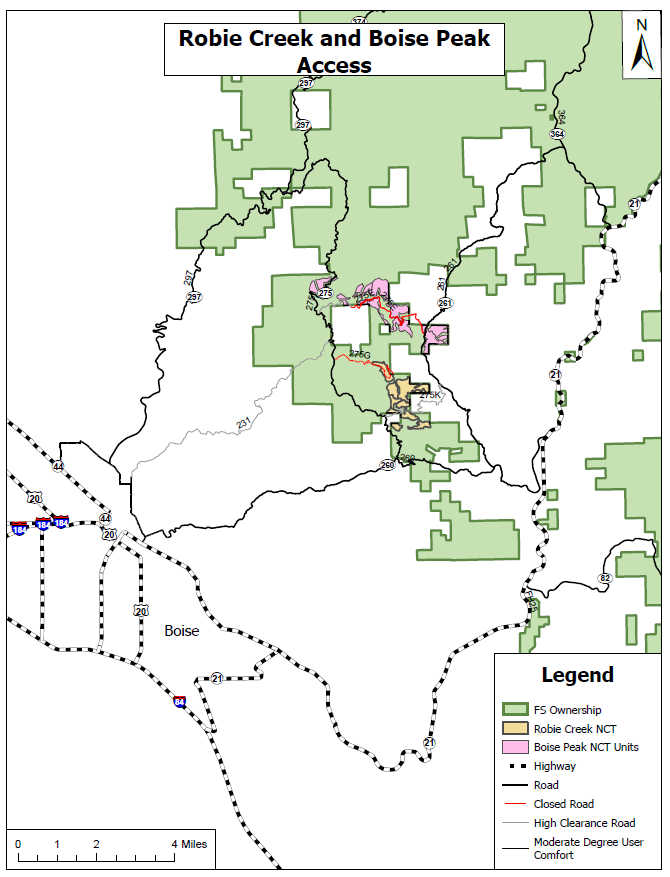 374
Robie Creek and Boise Peak
Access
N
297
297
364
364
21
297
297
261
281
261
275
21
275G
275K
231
260
260
44
20
44
184
184
184
20
82
20
Boise
21
84
21
Legend
FS Ownership
Robie Creek NCT
Boise Peak NCT Units
Highway
Road
Closed Road
High Clearance Road
Moderate Degree User
Comfort
0 1 2 4 Miles